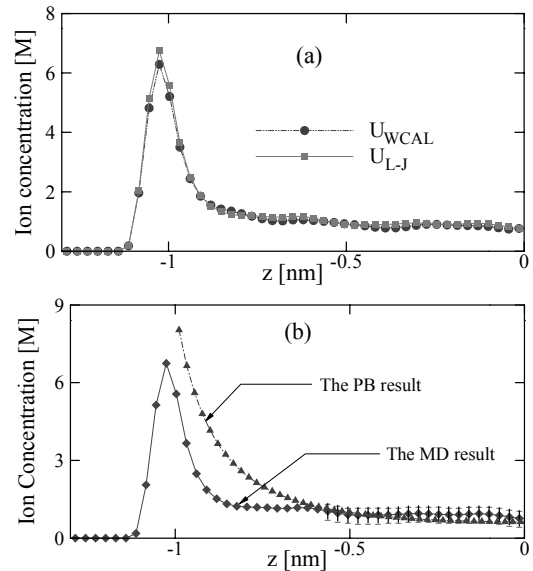 (a)
Ion concentration [M]
8
6
4
2
0
U_WCAL
U_L-J
-1
-0.5
0
z [nm]
(b)
Ion Concentration [M]
9
6
3
0
The PB result
The MD result
-1
-0.5
0
z [nm]